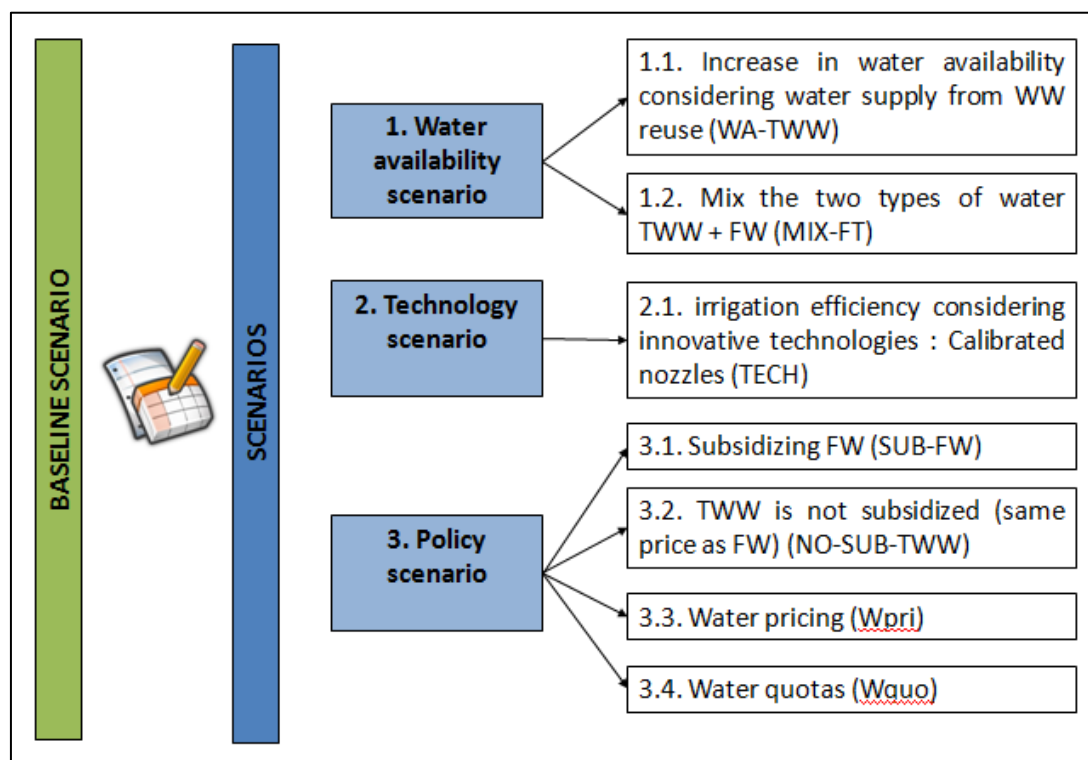 BASELINE SCENARIO
SCENARIOS
1. Water
availability
scenario
1.1. Increase in water availability
considering water supply from WW
reuse (WA-TWW)
1.2. Mix the two types of water
TWW + FW (MIX-FT)
2. Technology
scenario
2.1. irrigation efficiency considering
innovative technologies : Calibrated
nozzles (TECH)
3. Policy
scenario
3.1. Subsidizing FW (SUB-FW)
3.2. TWW is not subsidized (same
price as FW) (NO-SUB-TWW)
3.3. Water pricing (Wpri)
3.4. Water quotas (Wquo)